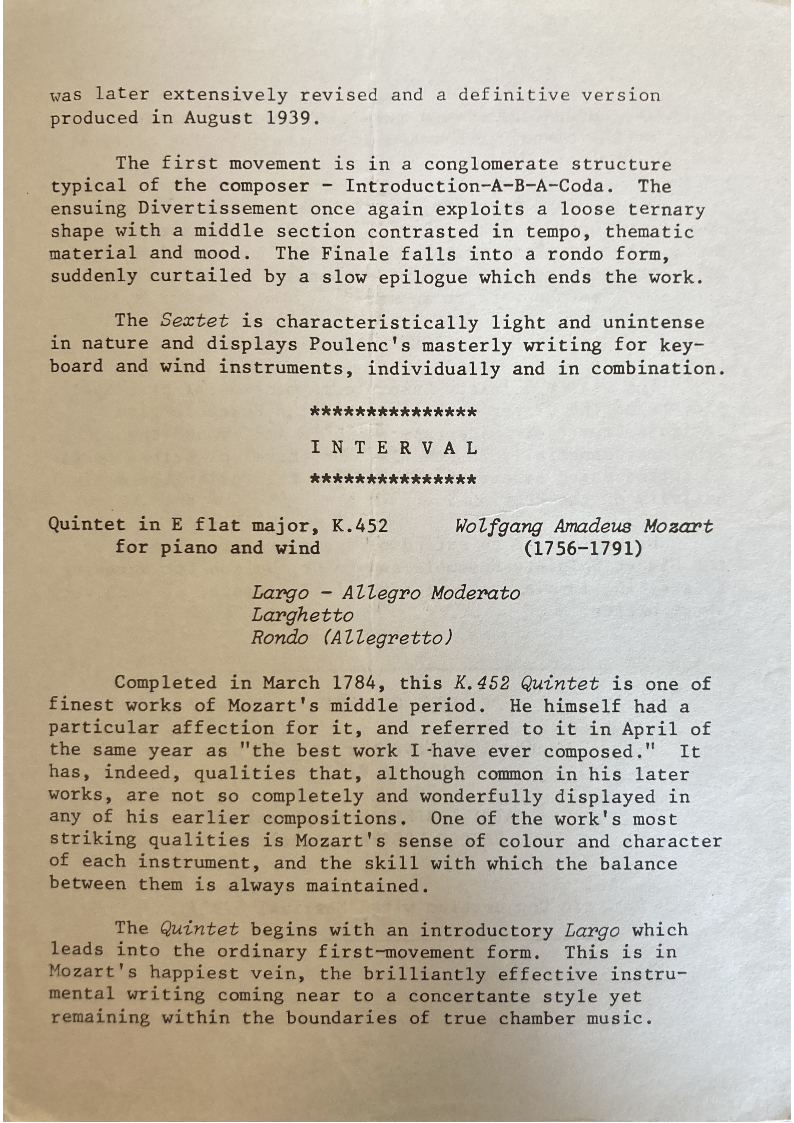 was later extensively revised and a definitive version
produced in August 1939.
The first movement is in a conglomerate structure
typical of the composer - Introduction-A-B-A-Coda. The
ensuing Divertissement once again exploits a loose ternary
shape with a middle section contrasted in tempo, thematic
material and mood. The Finale falls into a rondo form,
suddenly curtailed by a slow epilogue which ends the work.
The Sextet is characteristically light and unintense
in nature and displays Poulenc's masterly writing for key-
board and wind instruments, individually and in combination.
***************
I N T E R V A L
***************
Quintet in E flat major, K.452 Wolfgang Amadeus Mozart
for piano and wind (1756-1791)
Largo - Allegro Moderato
Larghetto
Rondo (Allegretto)
Completed in March 1784, this K.452 Quintet is one of
finest works of Mozart's middle period. He himself had a
particular affection for it, and referred to it in April of
the same year as "the best work I have ever composed." It
has, indeed, qualities that, although common in his later
works, are not so completely and wonderfully displayed in
any of his earlier compositions. One of the work's most
striking qualities is Mozart's sense of colour and character
of each instrument, and the skill with which the balance
between them is always maintained.
The Quintet begins with an introductory Largo which
leads into the ordinary first-movement form. This is in
Mozart's happiest vein, the brilliantly effective instru-
mental writing coming near to a concertante style yet
remaining within the boundaries of true chamber music.